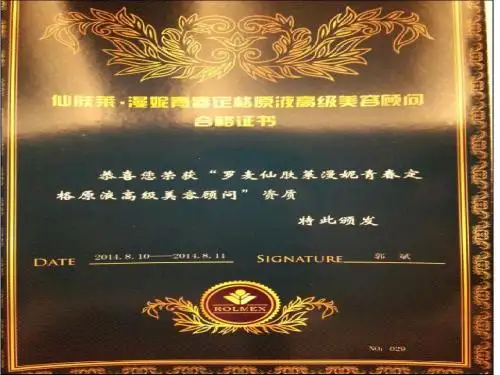 仙肤莱·漫妮青春定格原液高级美容顾问
合格证书
恭喜您荣获“罗麦仙肤莱漫妮青春定
格原液高级美容顾问”资质
特此颁发
DATE 2014.8.10——2014.8.11 SIGNATURE 郭斌
ROLMEX
NO: 029